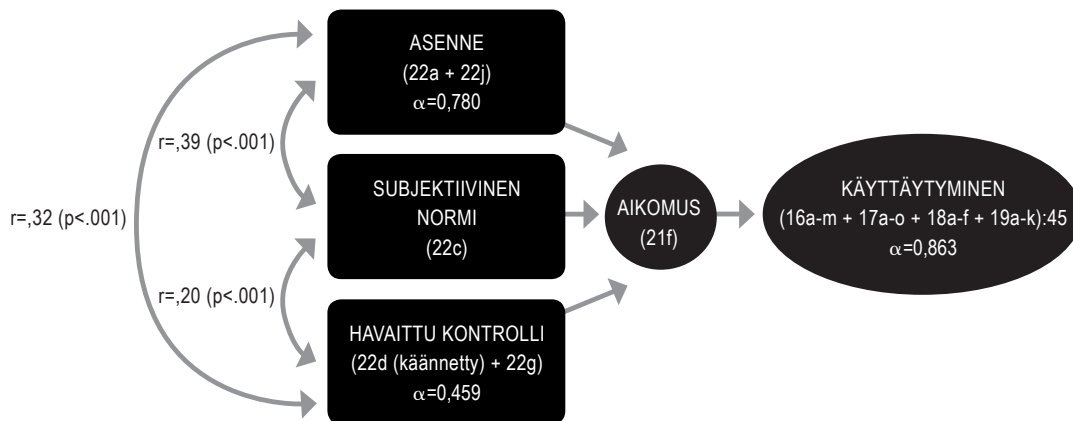 ASENNE
(22a + 22j)
α=0,780
r=,39 (p<.001)
SUBJEKTIIVINEN
NORMI
(22c)
r=,32 (p<.001)
AIKOMUS
(21f)
KÄYTTÄYTYMINEN
(16a-m + 17a-o + 18a-f + 19a-k):45
α=0,863
r=,20 (p<.001)
HAVAITTU KONTROLLI
(22d (käännetty) + 22g)
α=0,459